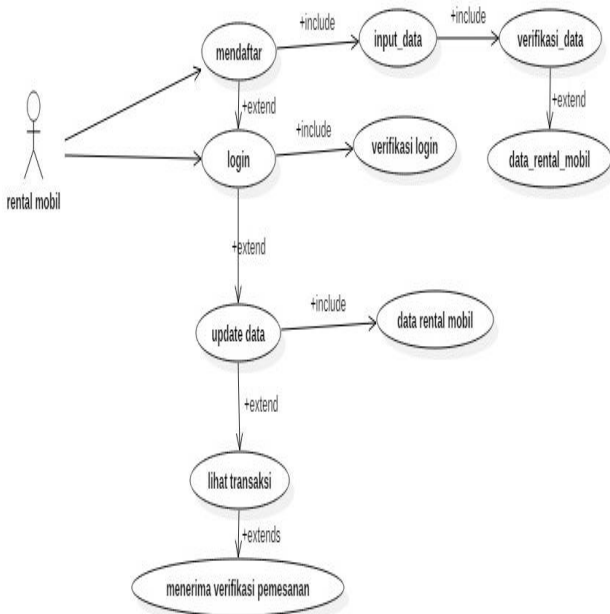 +include
+include
mendaftar
input_data
verifikasi_data
+extend
+include
+extend
login
verifikasi login
data_rental_mobil
rental mobil
+extend
+include
update data
data rental mobil
+extend
lihat transaksi
+extends
menerima verifikasi pemesanan